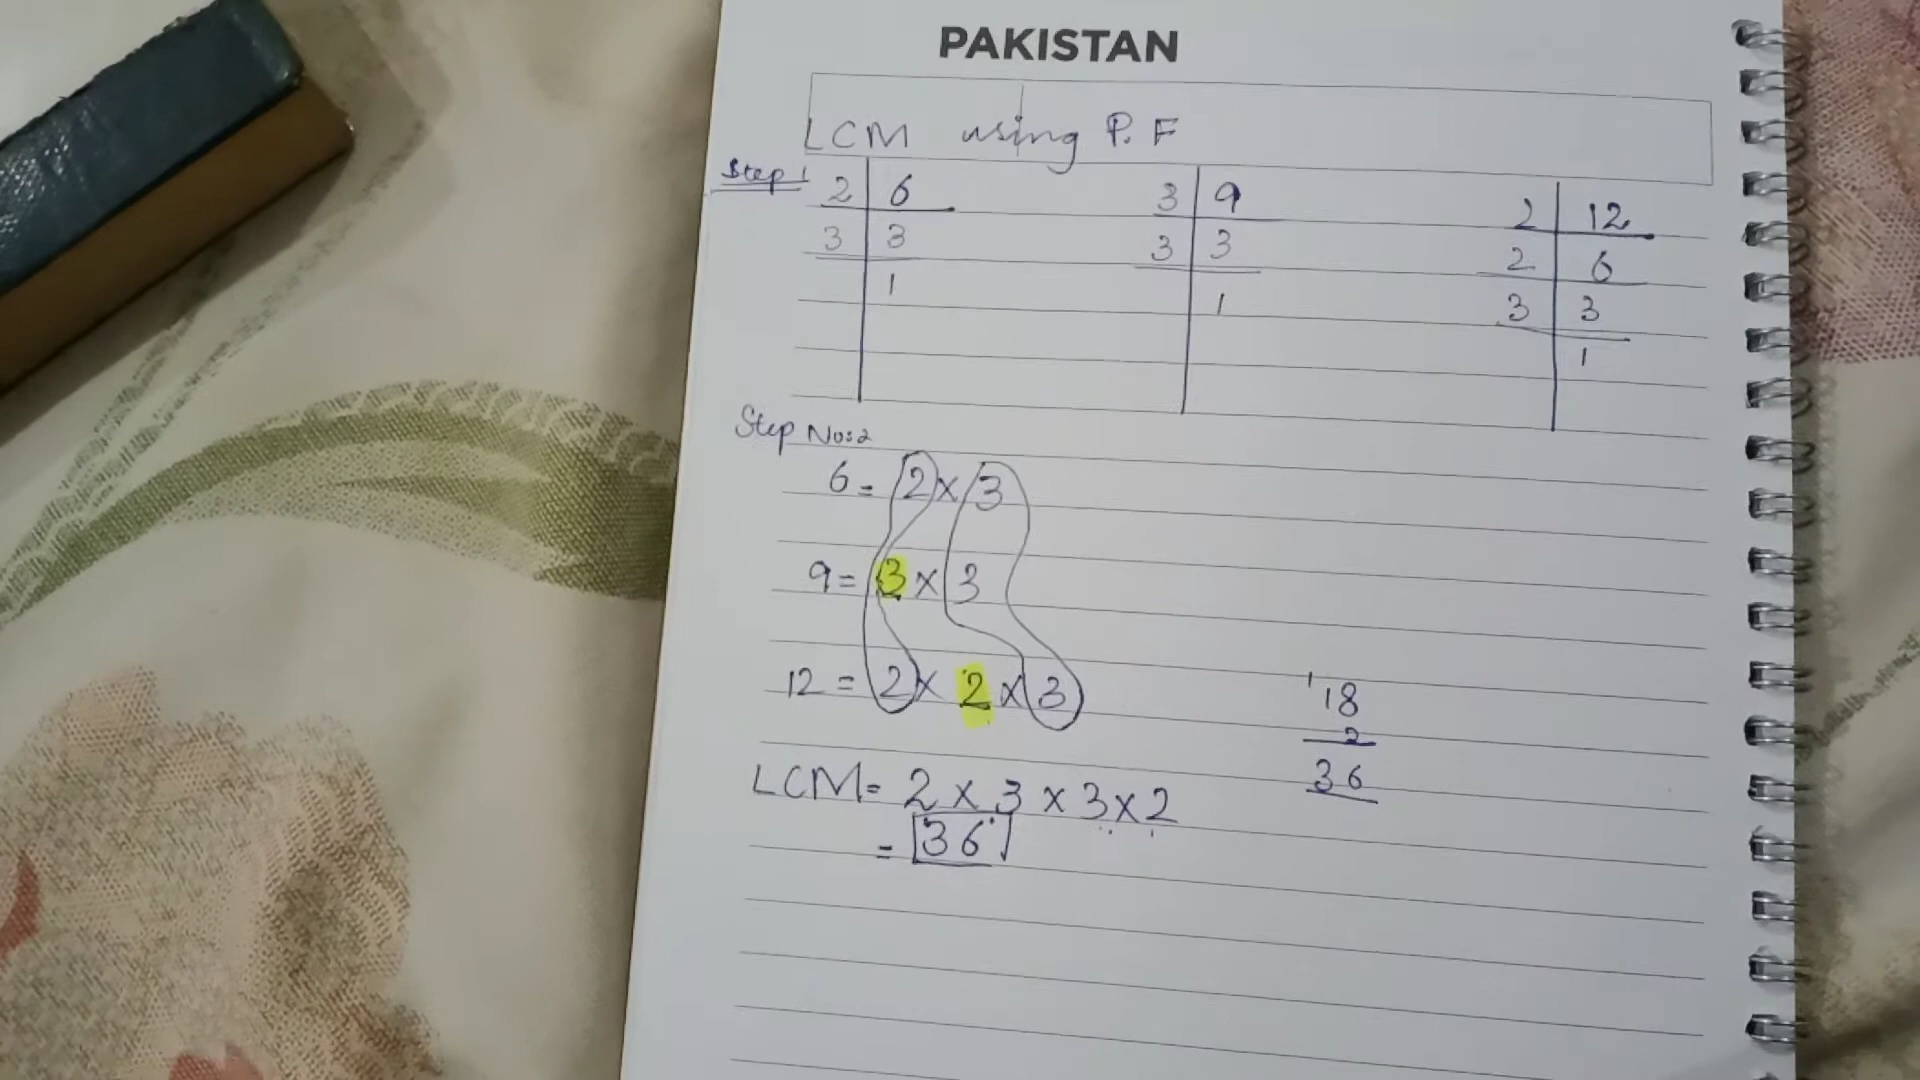 PAKISTAN
LCM using P.F
Step 1
2 | 6
3 | 3
1
3 | 9
3 | 3
1
2 | 12
2 | 6
3 | 3
1
Step No:2
6 = 2 x 3
9 = 3 x 3
12 = 2 x 2 x 3
1 18
2
36
LCM = 2 x 3 x 3 x 2
= 36